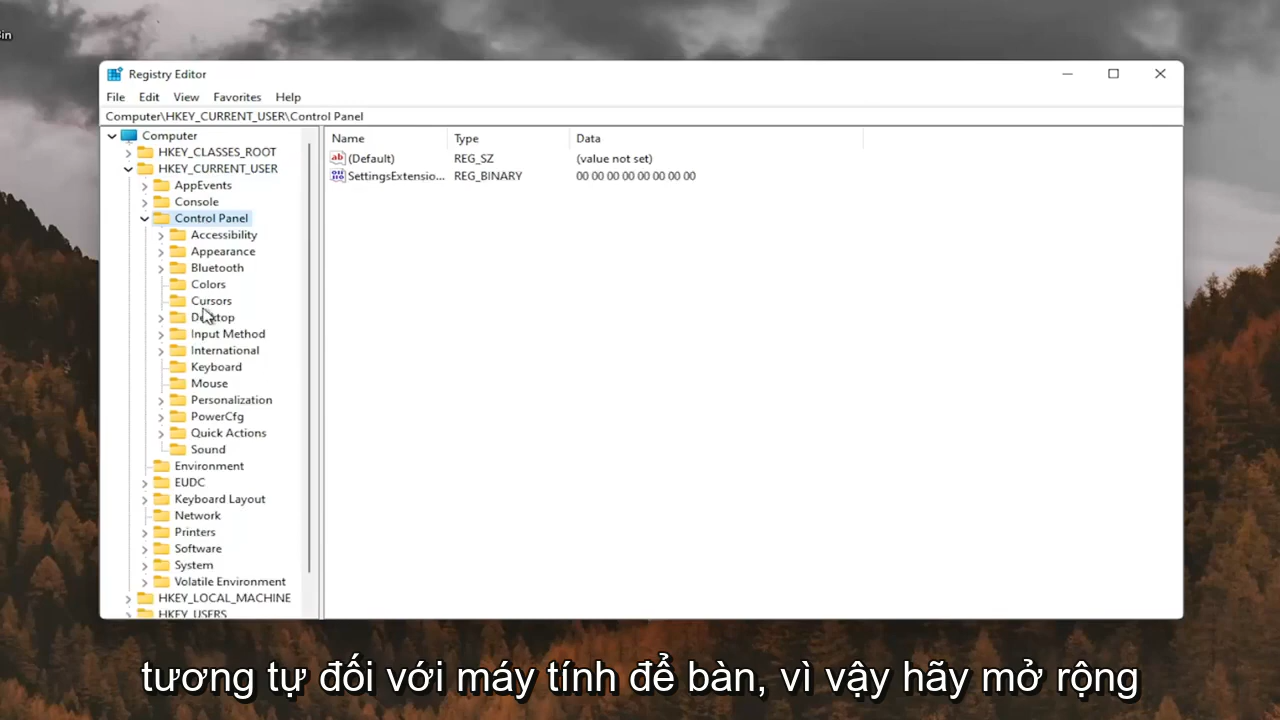 in
Registry Editor
File Edit View Favorites Help
Computer\HKEY_CURRENT_USER\Control Panel
Computer
HKEY_CLASSES_ROOT
HKEY_CURRENT_USER
AppEvents
Console
Control Panel
Accessibility
Appearance
Bluetooth
Colors
Cursors
Desktop
Input Method
International
Keyboard
Mouse
Personalization
PowerCfg
Quick Actions
Sound
Environment
EUDC
Keyboard Layout
Network
Printers
Software
System
Volatile Environment
HKEY_LOCAL_MACHINE
HKEY_USERS
Name Type Data
(Default) REG_SZ (value not set)
SettingsExtensio... REG_BINARY 00 00 00 00 00 00 00 00
tương tự đối với máy tính để bàn, vì vậy hãy mở rộng